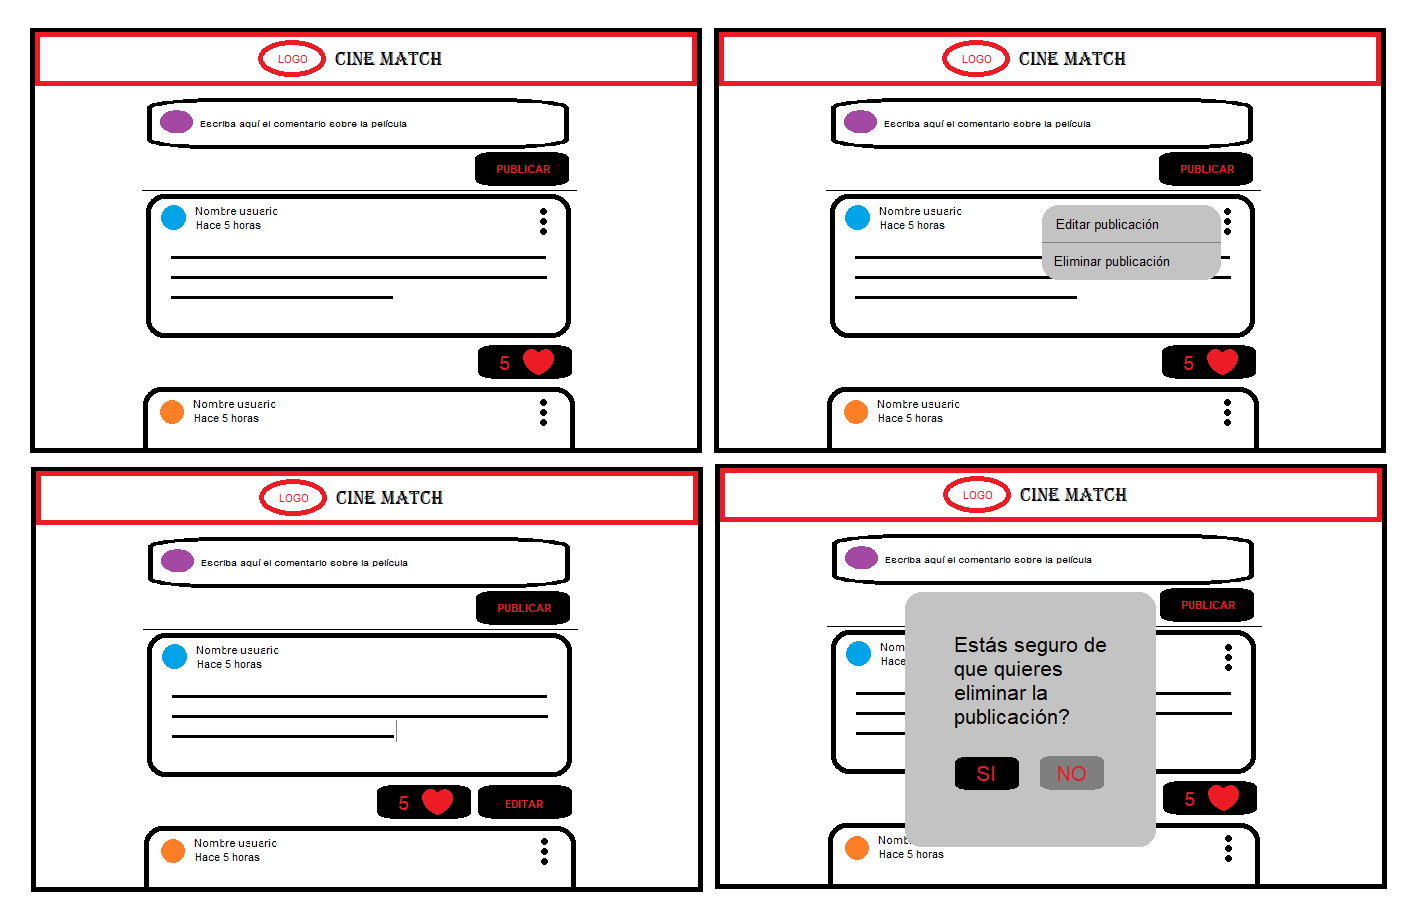 LOGO CINE MATCH
Escriba aquí el comentario sobre la película
PUBLICAR
Nombre usuario
Hace 5 horas
5
Nombre usuario
Hace 5 horas
LOGO CINE MATCH
Escriba aquí el comentario sobre la película
PUBLICAR
Nombre usuario
Hace 5 horas
Editar publicación
Eliminar publicación
5
Nombre usuario
Hace 5 horas
LOGO CINE MATCH
Escriba aquí el comentario sobre la película
PUBLICAR
Nombre usuario
Hace 5 horas
5
EDITAR
Nombre usuario
Hace 5 horas
LOGO CINE MATCH
Escriba aquí el comentario sobre la película
PUBLICAR
Nom
Hace
Estás seguro de
que quieres
eliminar la
publicación?
SI NO
5
Nomb
Hace 5 horas